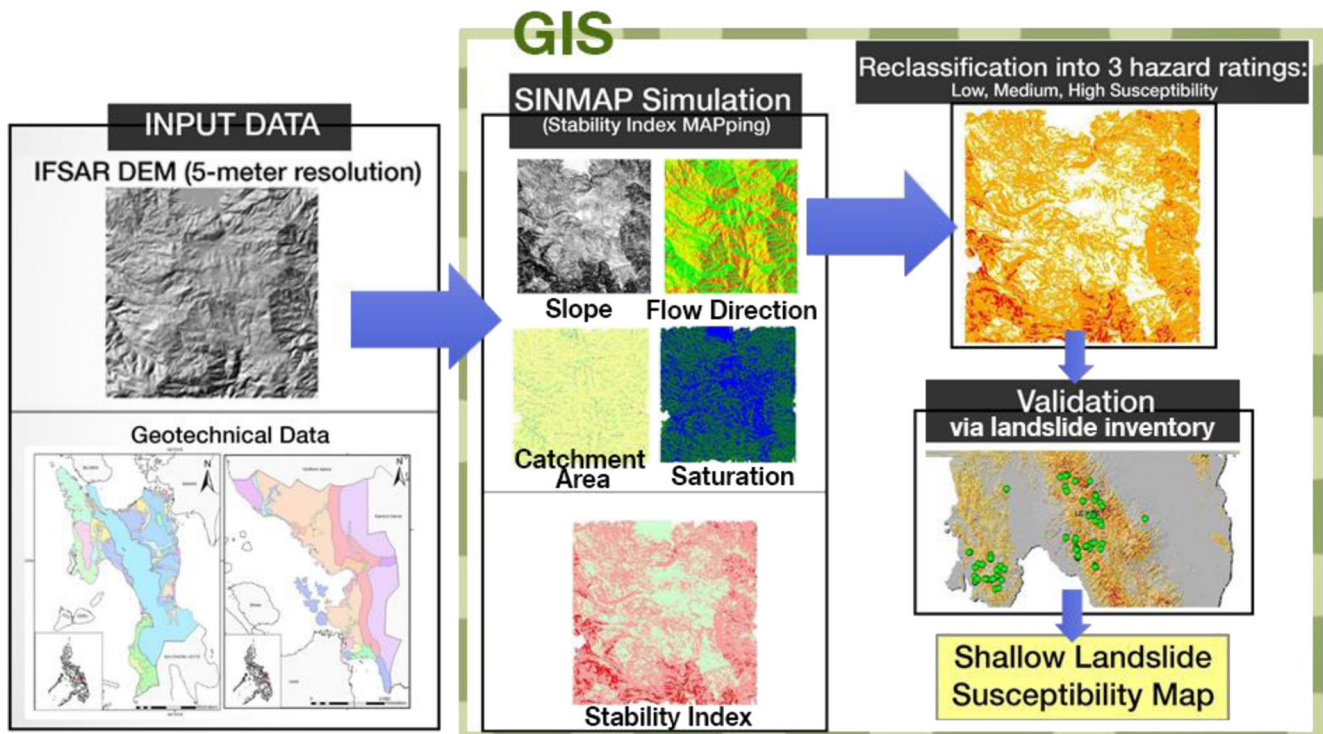 GIS
INPUT DATA
IFSAR DEM (5-meter resolution)
Geotechnical Data
N
N
SINMAP Simulation
(Stability Index MAPping)
Slope
Flow Direction
Catchment
Area
Saturation
Stability Index
Reclassification into 3 hazard ratings:
Low, Medium, High Susceptibility
Validation
via landslide inventory
Shallow Landslide
Susceptibility Map